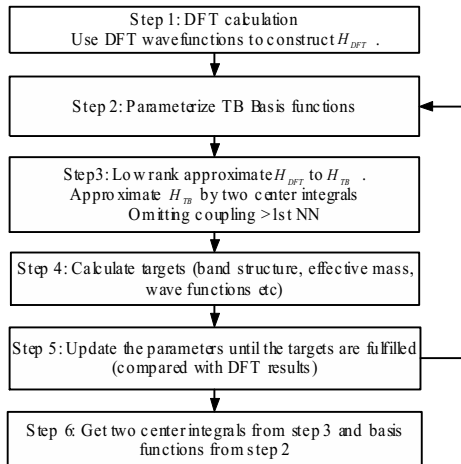 Step 1: DFT calculation
Use DFT wavefunctions to construct H_DFT .
Step 2: Parameterize TB Basis functions
Step3: Low rank approximate H_DFT to H_TB .
Approximate H_TB by two center integrals
Omitting coupling >1st NN
Step 4: Calculate targets (band structure, effective mass,
wave functions etc)
Step 5: Update the parameters until the targets are fulfilled
(compared with DFT results)
Step 6: Get two center integrals from step 3 and basis
functions from step 2